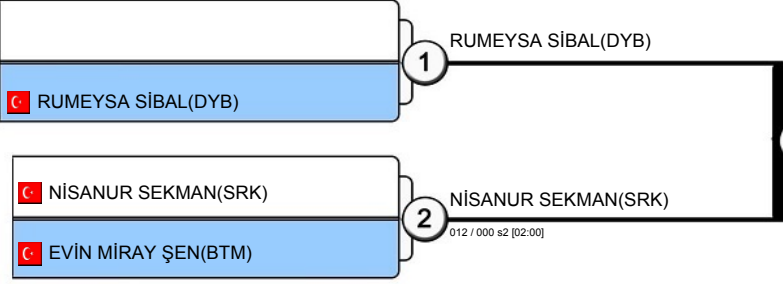 RUMEYSA SİBAL(DYB)
1
RUMEYSA SİBAL(DYB)
NİSANUR SEKMAN(SRK)
NİSANUR SEKMAN(SRK)
2
012 / 000 s2 [02:00]
EVİN MİRAY ŞEN(BTM)